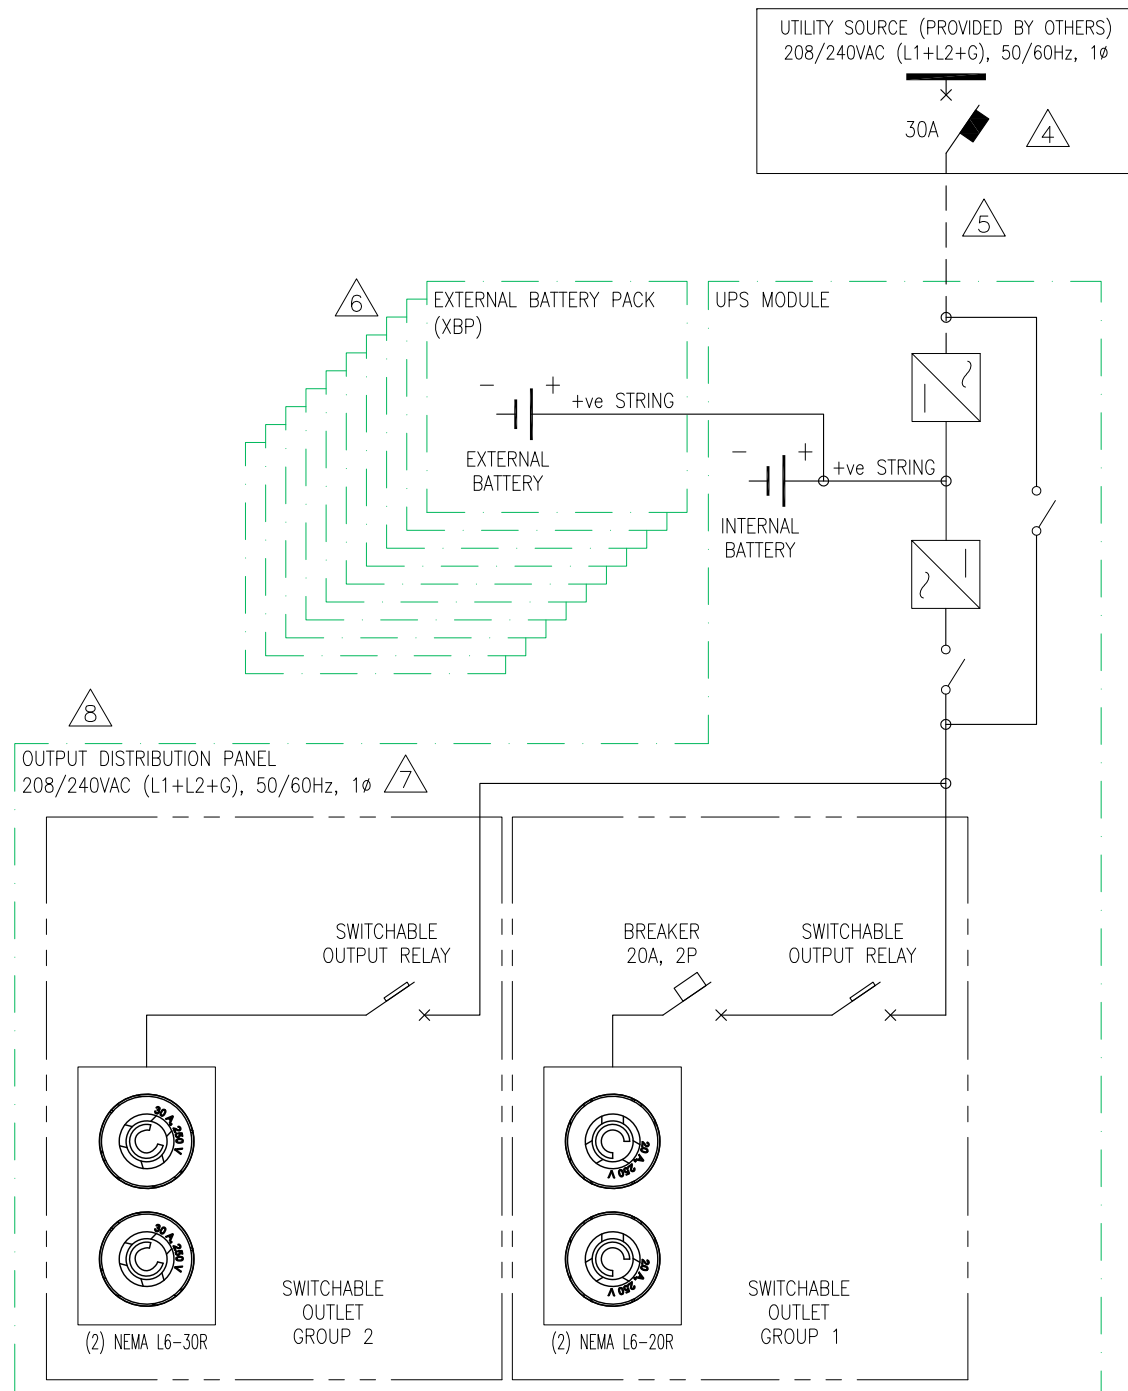 UTILITY SOURCE (PROVIDED BY OTHERS)
208/240VAC (L1+L2+G), 50/60Hz, 1ø
30A
4
5
6
EXTERNAL BATTERY PACK
(XBP)
UPS MODULE
- +
+ve STRING
EXTERNAL
BATTERY
- +
+ve STRING
INTERNAL
BATTERY
8
OUTPUT DISTRIBUTION PANEL
208/240VAC (L1+L2+G), 50/60Hz, 1ø
7
SWITCHABLE
OUTPUT RELAY
BREAKER
20A, 2P
SWITCHABLE
OUTPUT RELAY
30 A, 250 V
30 A, 250 V
SWITCHABLE
OUTLET
GROUP 2
(2) NEMA L6-30R
20 A, 250 V
20 A, 250 V
SWITCHABLE
OUTLET
GROUP 1
(2) NEMA L6-20R